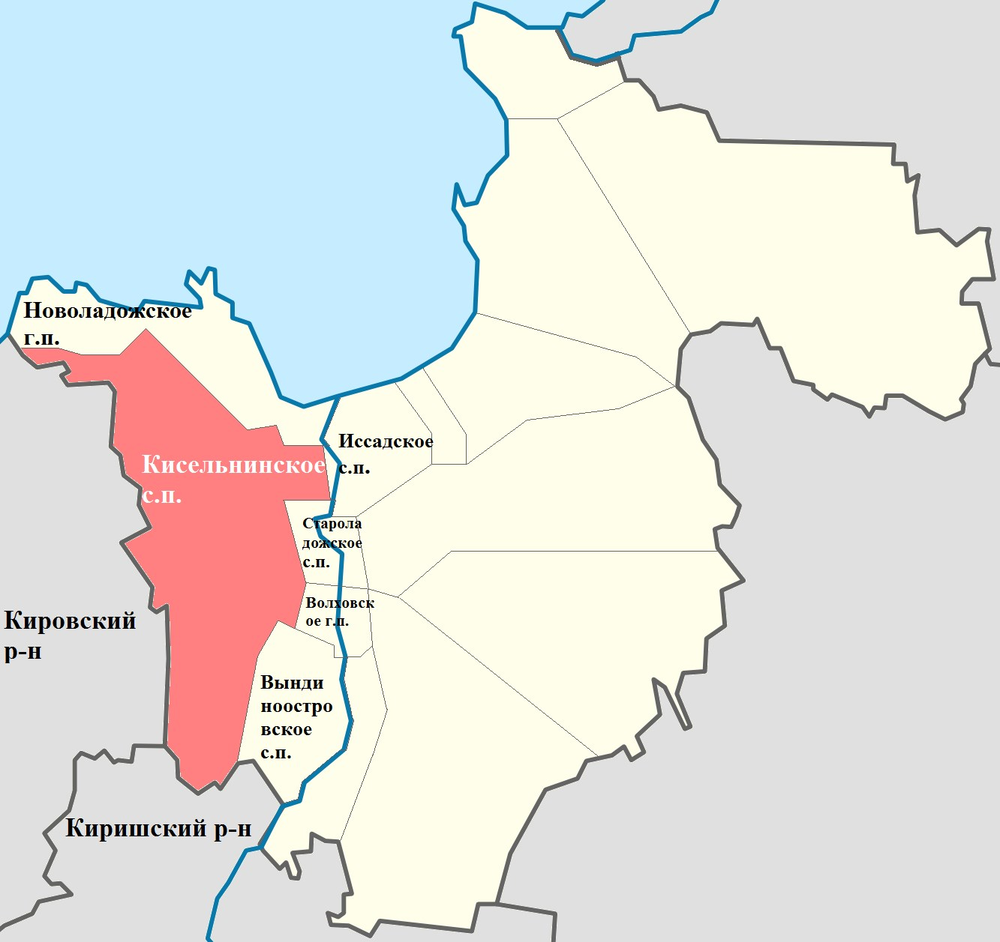 Новоладожское
г.п.
Иссадское
с.п.
Кисельнинское
с.п.
Старола
дожское
с.п.
Волховск
ое г.п.
Кировский
р-н
Вынди
ноостро
вское
с.п.
Киришский р-н